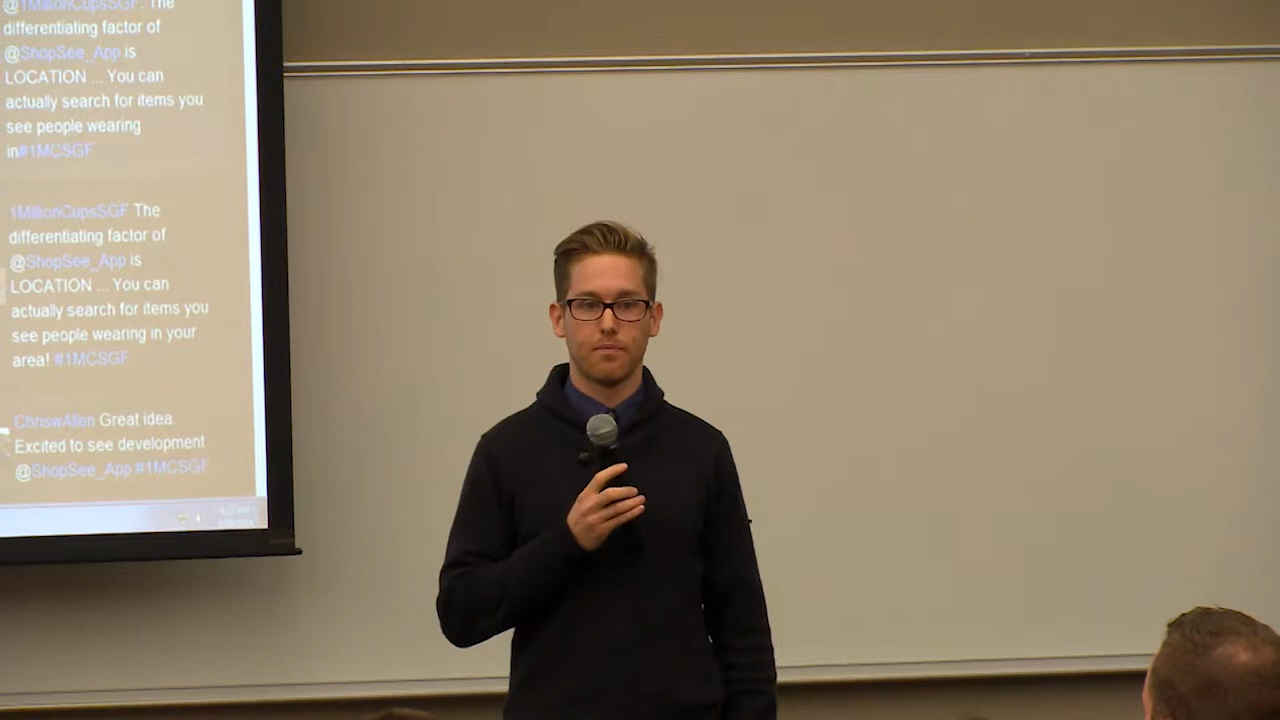 @1MillionCupsSGF: The
differentiating factor of
@ShopSee_App is
LOCATION ... You can
actually search for items you
see people wearing
in#1MCSGF
1MillionCupsSGF The
differentiating factor of
@ShopSee_App is
LOCATION ... You can
actually search for items you
see people wearing in your
area! #1MCSGF
ChriswAllen Great idea.
Excited to see development
@ShopSee_App #1MCSGF